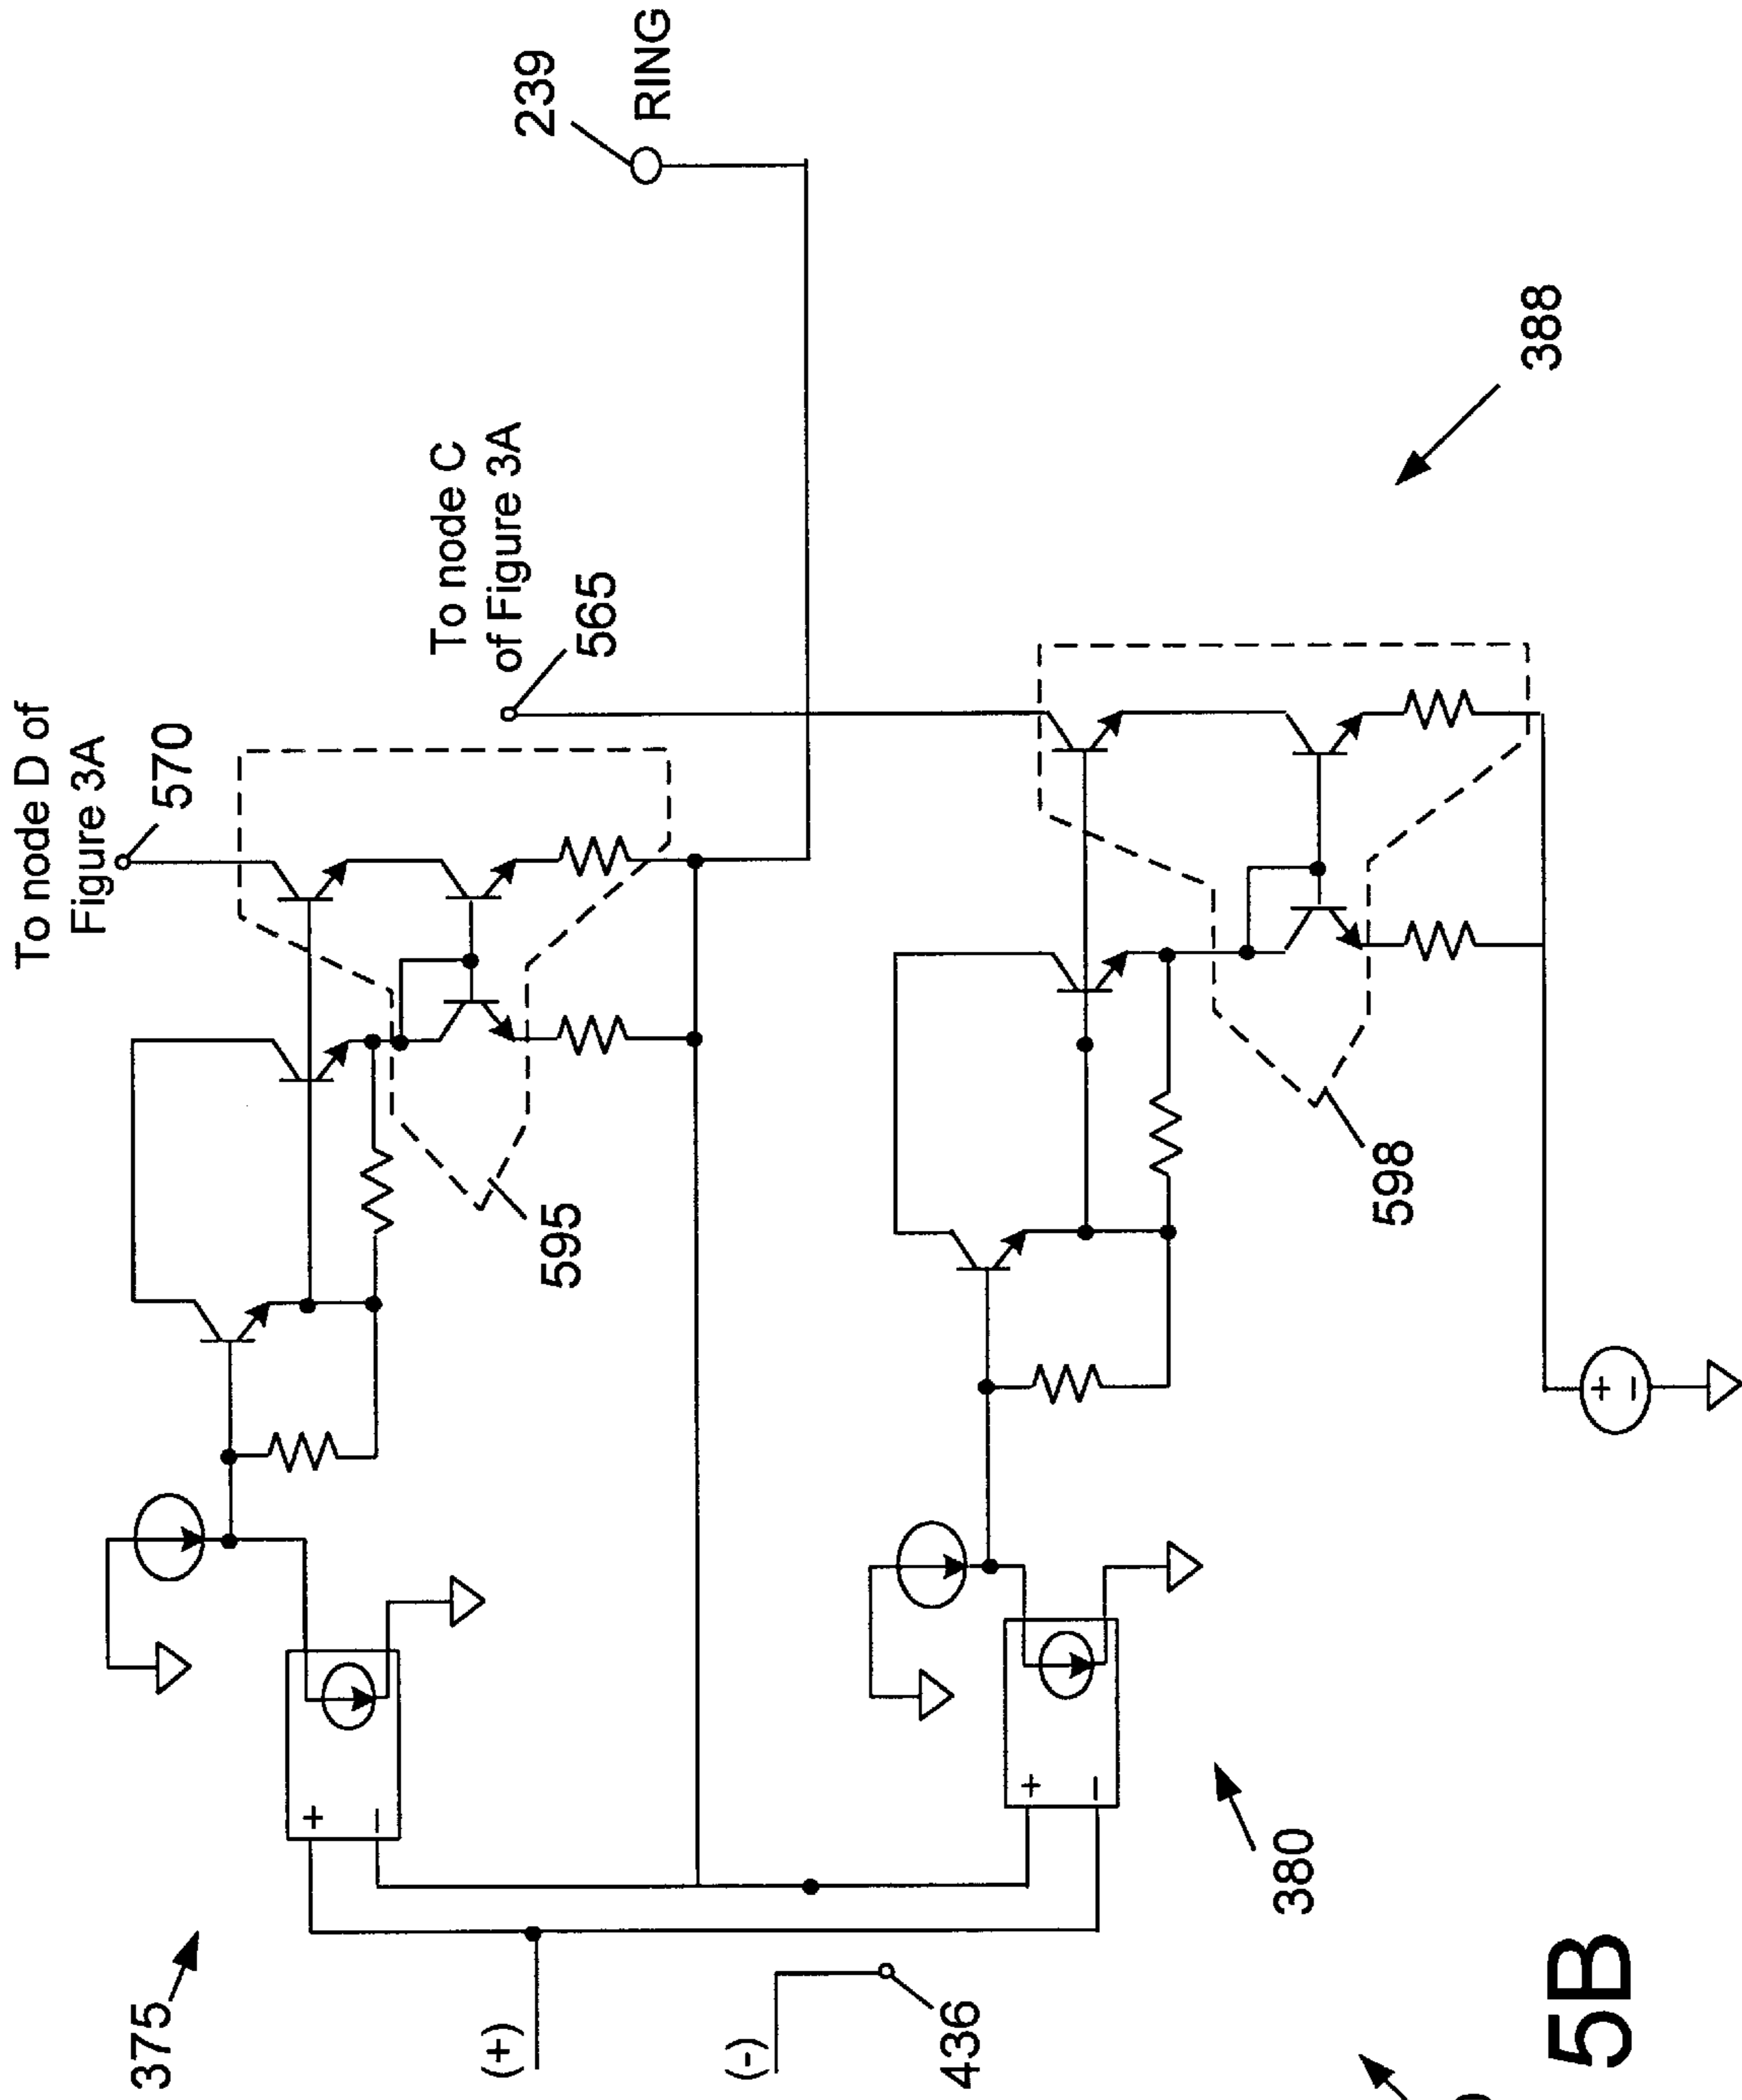 To node D of
Figure 3A
570
375
+
−
To node C
of Figure 3A
565
239
RING
(+)
595
(-)
436
+
−
380
598
388
+
−
5B